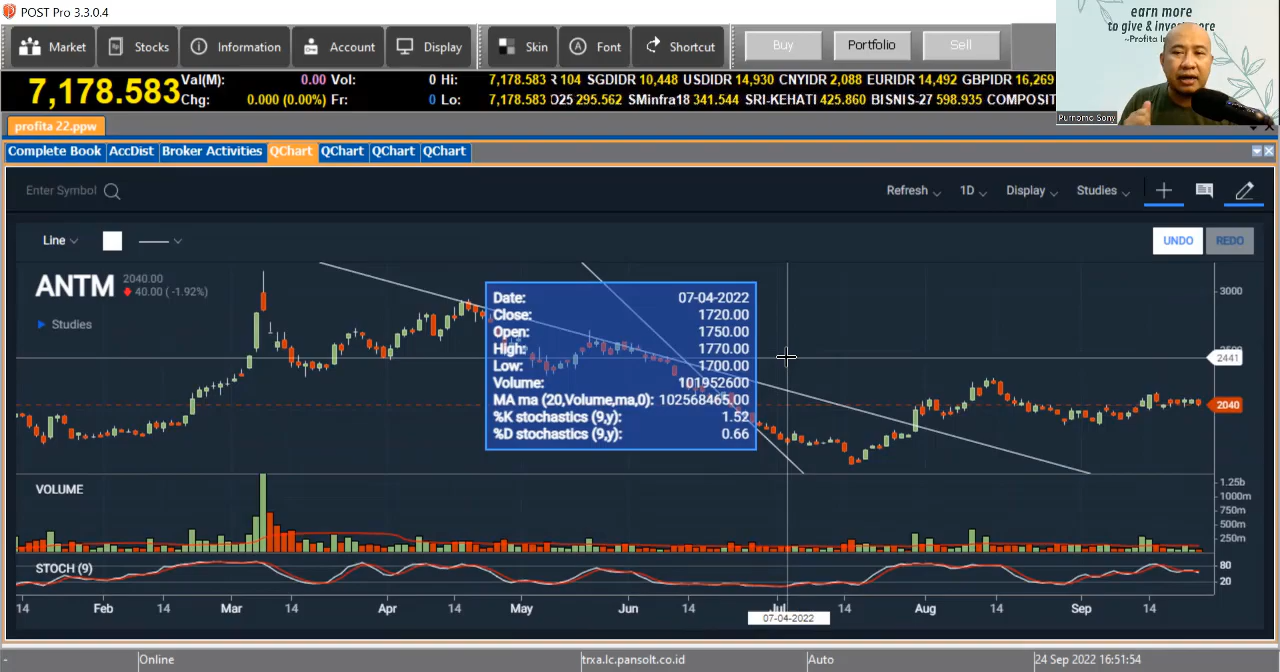 POST Pro 3.3.0.4
Market Stocks Information Account Display Skin Font Shortcut Buy Portfolio Sell
earn more
to give & invest more
~Profita
Purnomo Sony
7,178.583 Val(M): 0.00 Vol: 0 Hi: 7,178.583 R 104 SGDIDR 10,448 USDIDR 14,930 CNYIDR 2,088 EURIDR 14,492 GBPIDR 16,269
Chg: 0.000 (0.00%) Fr: 0 Lo: 7,178.583 D25 295.562 SMinfra18 341.544 SRI-KEHATI 425.860 BISNIS-27 598.935 COMPOSIT
profita 22.ppw
Complete Book AccDist Broker Activities QChart QChart QChart QChart
Enter Symbol Refresh 1D Display Studies
Line UNDO REDO
ANTM 2040.00
40.00 (-1.92%)
Studies
Date: 07-04-2022
Close: 1720.00
Open: 1750.00
High: 1770.00
Low: 1700.00
Volume: 101952600
MA ma (20,Volume,ma,0): 102568465.00
%K stochastics (9,y): 1.52
%D stochastics (9,y): 0.66
3000
2441
2040
VOLUME
1.25b
1000m
750m
500m
250m
STOCH (9)
80
20
14 Feb 14 Mar 14 Apr 14 May Jun 14 Jul 14 Aug 14 Sep 14
07-04-2022
- Online trxa.lc.pansolt.co.id Auto 24 Sep 2022 16:51:54